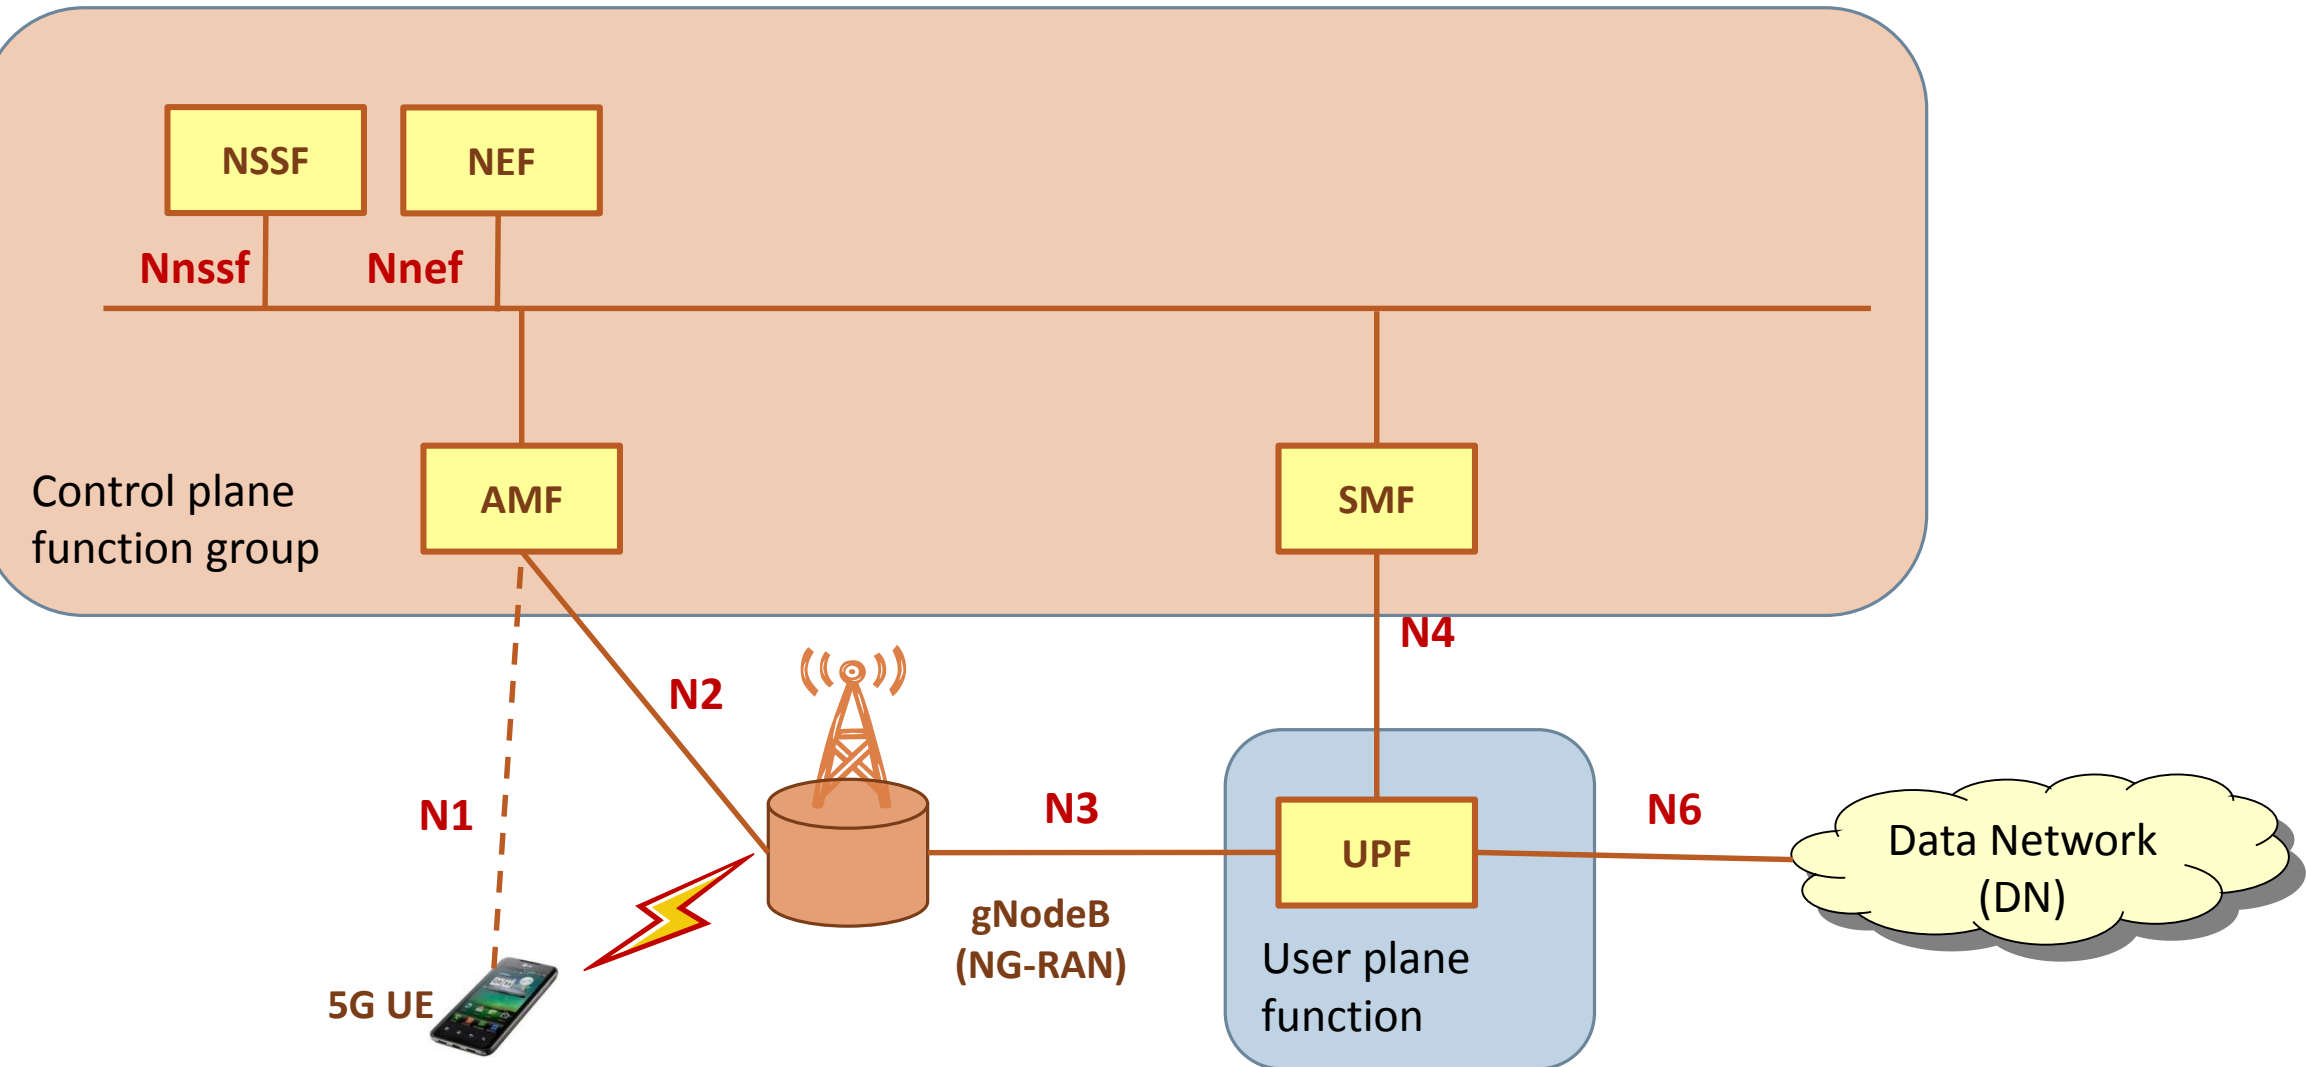 NSSF
NEF
Nnssf
Nnef
Control plane
function group
AMF
SMF
N4
N2
N1
N3
N6
UPF
Data Network
(DN)
gNodeB
(NG-RAN)
User plane
function
5G UE